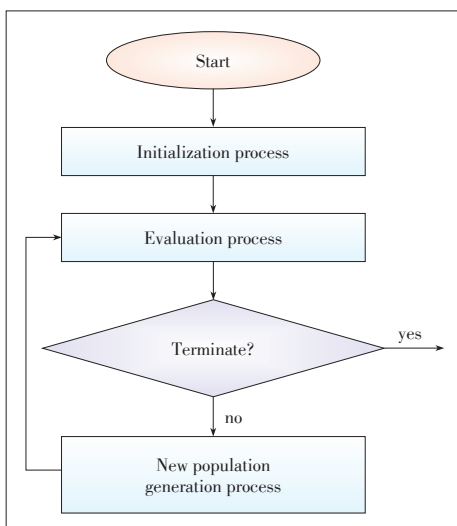 Start
Initialization process
Evaluation process
Terminate?
yes
no
New population
generation process